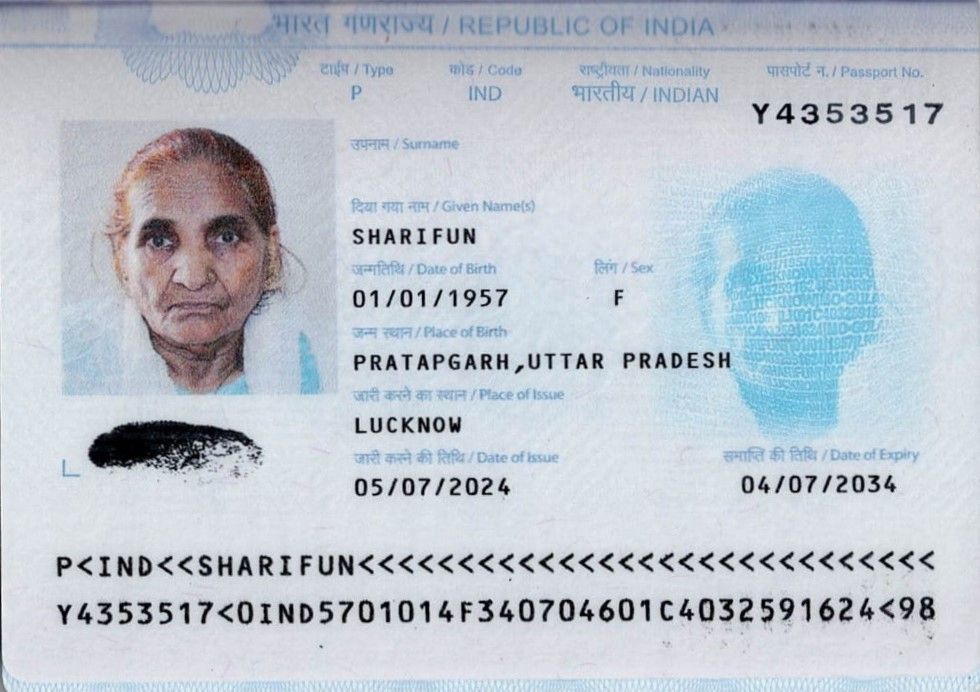 भारत गणराज्य / REPUBLIC OF INDIA
टाईप / Type कोड / Code राष्ट्रीयता / Nationality पासपोर्ट न. / Passport No.
P IND भारतीय / INDIAN Y4353517
उपनाम / Surname
दिया गया नाम / Given Name(s)
SHARIFUN
जन्मतिथि / Date of Birth लिंग / Sex
01/01/1957 F
जन्म स्थान / Place of Birth
PRATAPGARH,UTTAR PRADESH
जारी करने का स्थान / Place of Issue
LUCKNOW
जारी करने की तिथि / Date of Issue समाप्ति की तिथि / Date of Expiry
05/07/2024 04/07/2034
P<IND<<SHARIFUN<<<<<<<<<<<<<<<<<<<<<<<<<<<<<
Y4353517<0IND5701014F340704601C4032591624<98